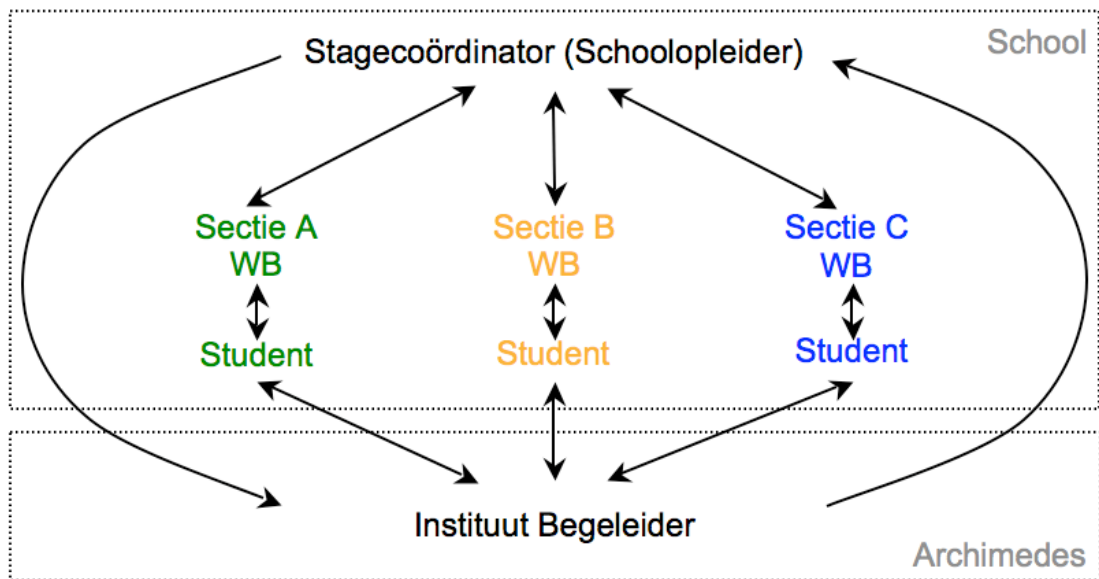 School
Stagecoördinator (Schoolopleider)
Sectie A
WB
Sectie B
WB
Sectie C
WB
Student
Student
Student
Instituut Begeleider
Archimedes